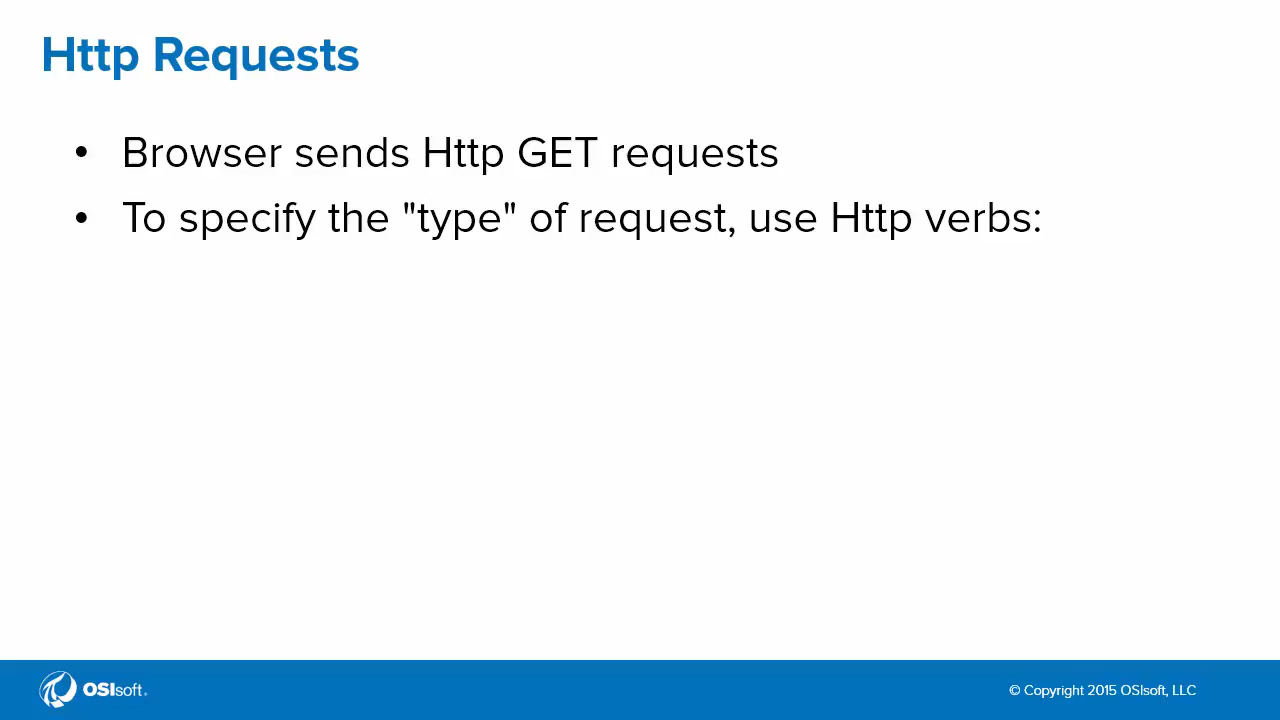 Http Requests
• Browser sends Http GET requests
• To specify the "type" of request, use Http verbs:
OSIsoft.
© Copyright 2015 OSIsoft, LLC